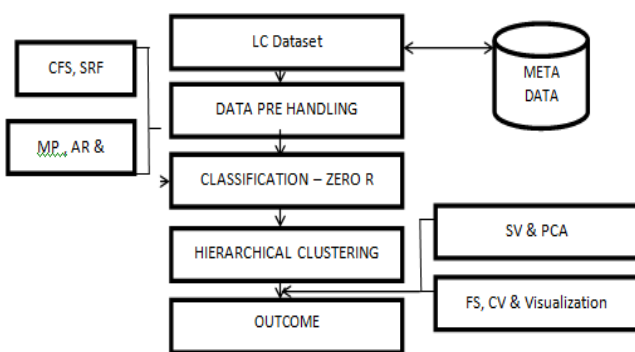 LC Dataset
CFS, SRF
META
DATA
DATA PRE HANDLING
MP , AR &
CLASSIFICATION – ZERO R
SV & PCA
HIERARCHICAL CLUSTERING
FS, CV & Visualization
OUTCOME